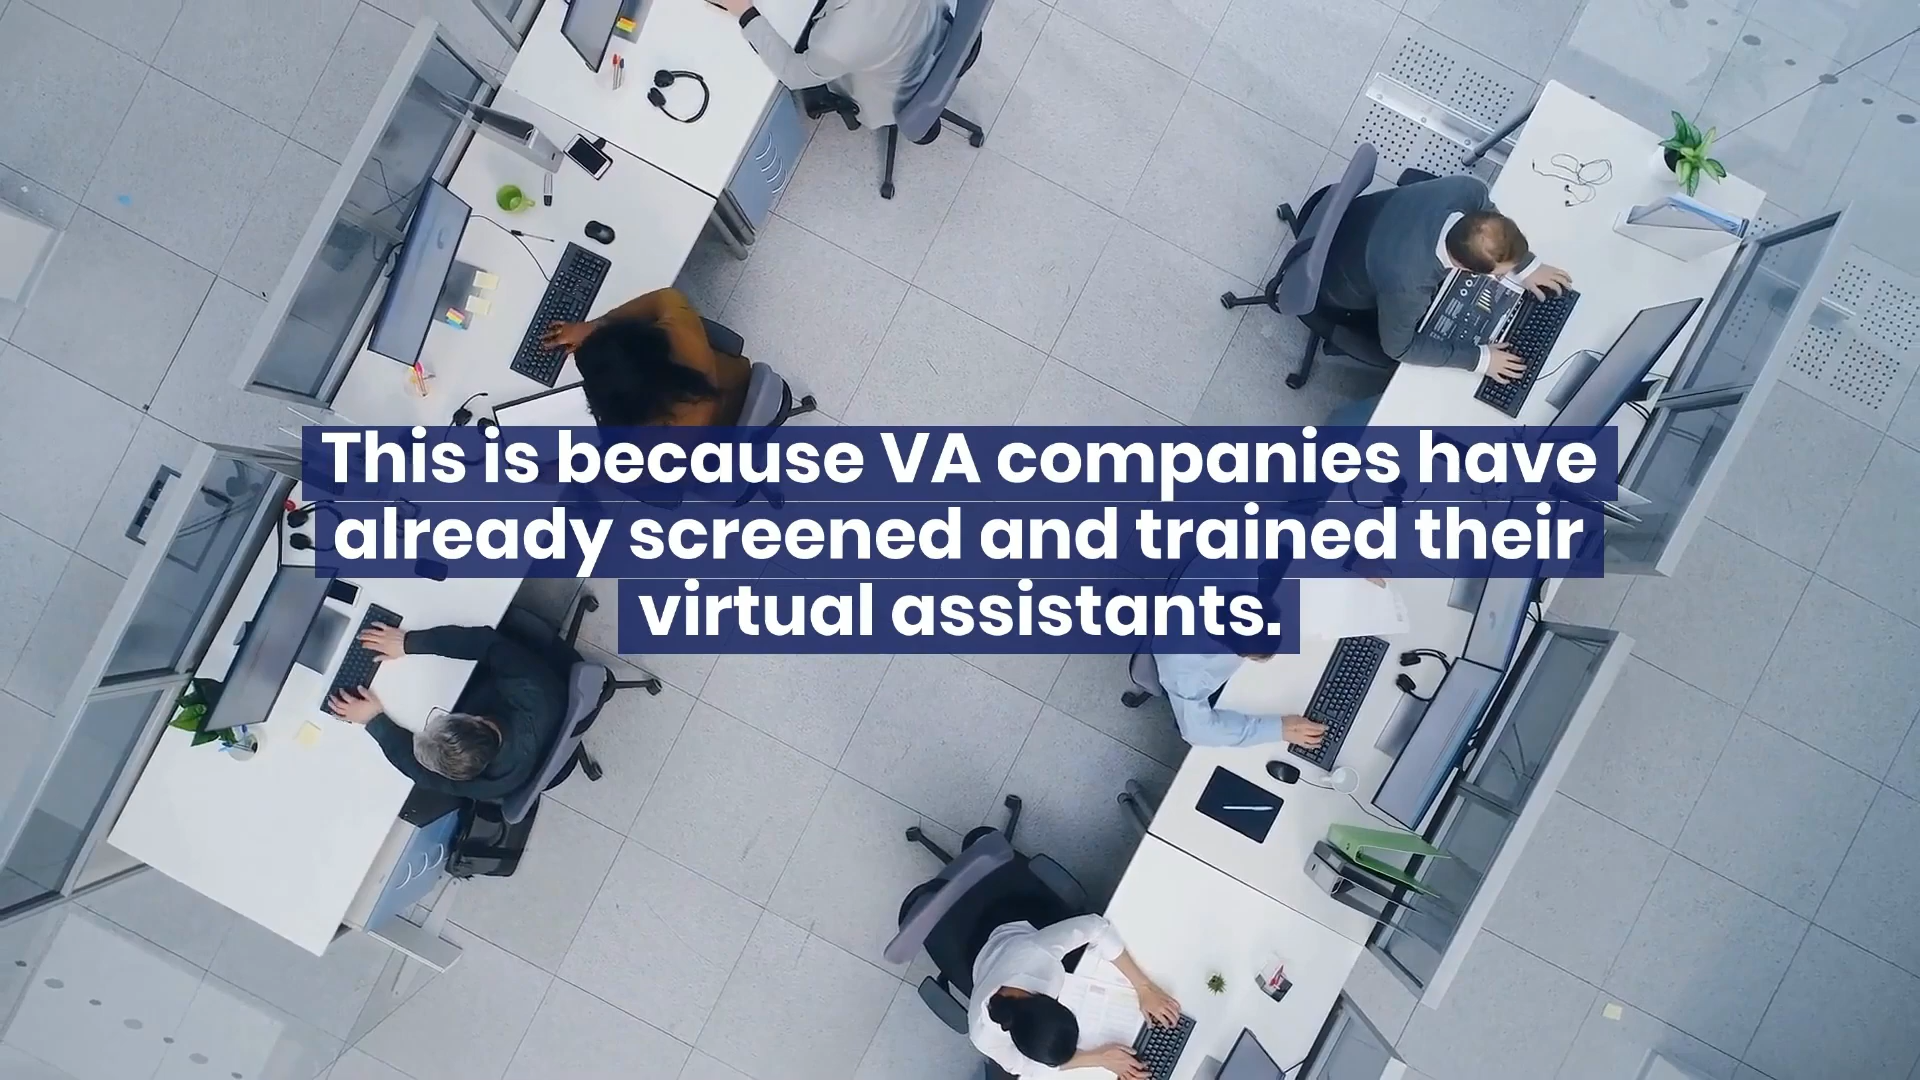 This is because VA companies have
already screened and trained their
virtual assistants.